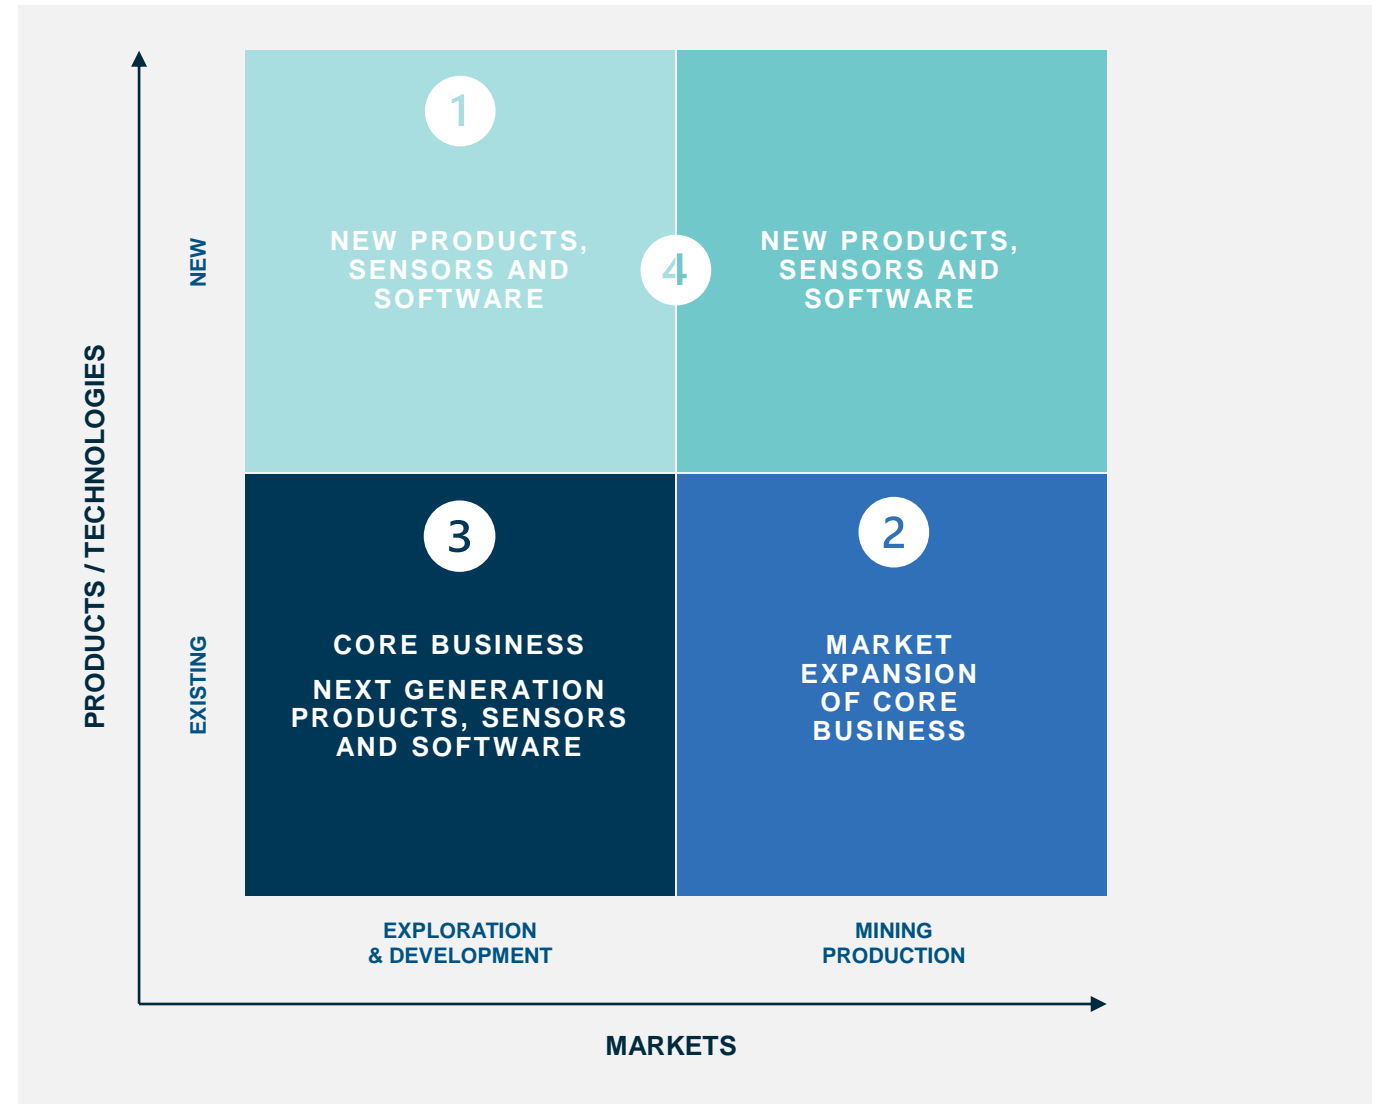 PRODUCTS / TECHNOLOGIES
NEW
EXISTING
1
NEW PRODUCTS,
SENSORS AND
SOFTWARE
4
NEW PRODUCTS,
SENSORS AND
SOFTWARE
3
CORE BUSINESS
NEXT GENERATION
PRODUCTS, SENSORS
AND SOFTWARE
2
MARKET
EXPANSION
OF CORE
BUSINESS
EXPLORATION
& DEVELOPMENT
MINING
PRODUCTION
MARKETS